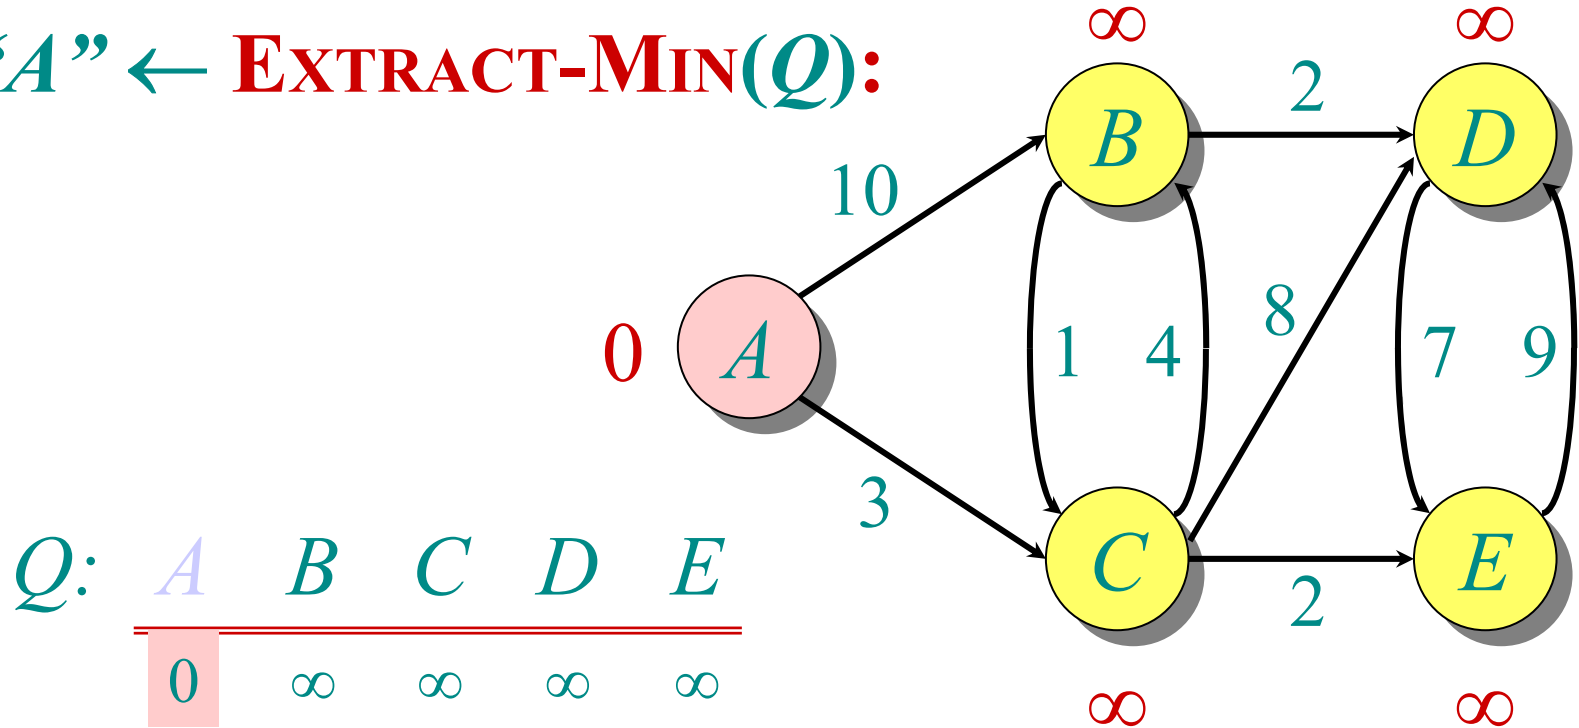 “A” ← EXTRACT-MIN(Q):
∞ ∞
B 2 D
10
8
0 A 1 4 7 9
3
Q: A B C D E
C 2 E
0 ∞ ∞ ∞ ∞
∞ ∞